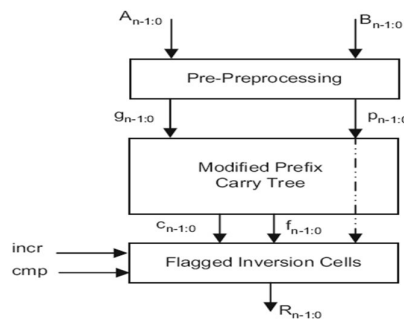 A n-1:0 B n-1:0
Pre-Preprocessing
g n-1:0 p n-1:0
Modified Prefix
Carry Tree
c n-1:0 f n-1:0
incr
cmp
Flagged Inversion Cells
R n-1:0